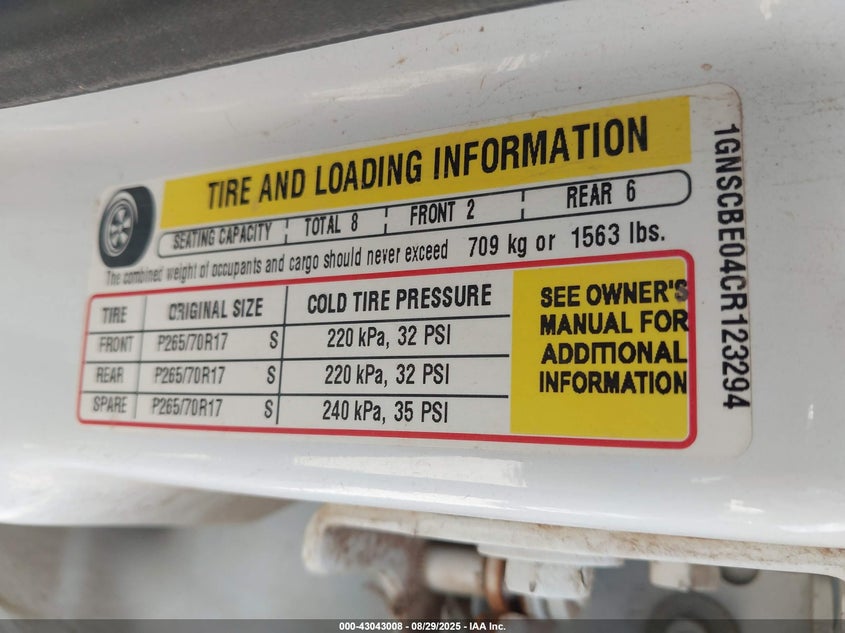 TIRE AND LOADING INFORMATION
SEATING CAPACITY TOTAL 8 FRONT 2 REAR 6
The combined weight of occupants and cargo should never exceed 709 kg or 1563 lbs.
TIRE ORIGINAL SIZE COLD TIRE PRESSURE
FRONT P265/70R17 S 220 kPa, 32 PSI
REAR P265/70R17 S 220 kPa, 32 PSI
SPARE P265/70R17 S 240 kPa, 35 PSI
SEE OWNER'S
MANUAL FOR
ADDITIONAL
INFORMATION
1GNSCBE04CR123294
000-43043008 - 08/29/2025 - IAA Inc.